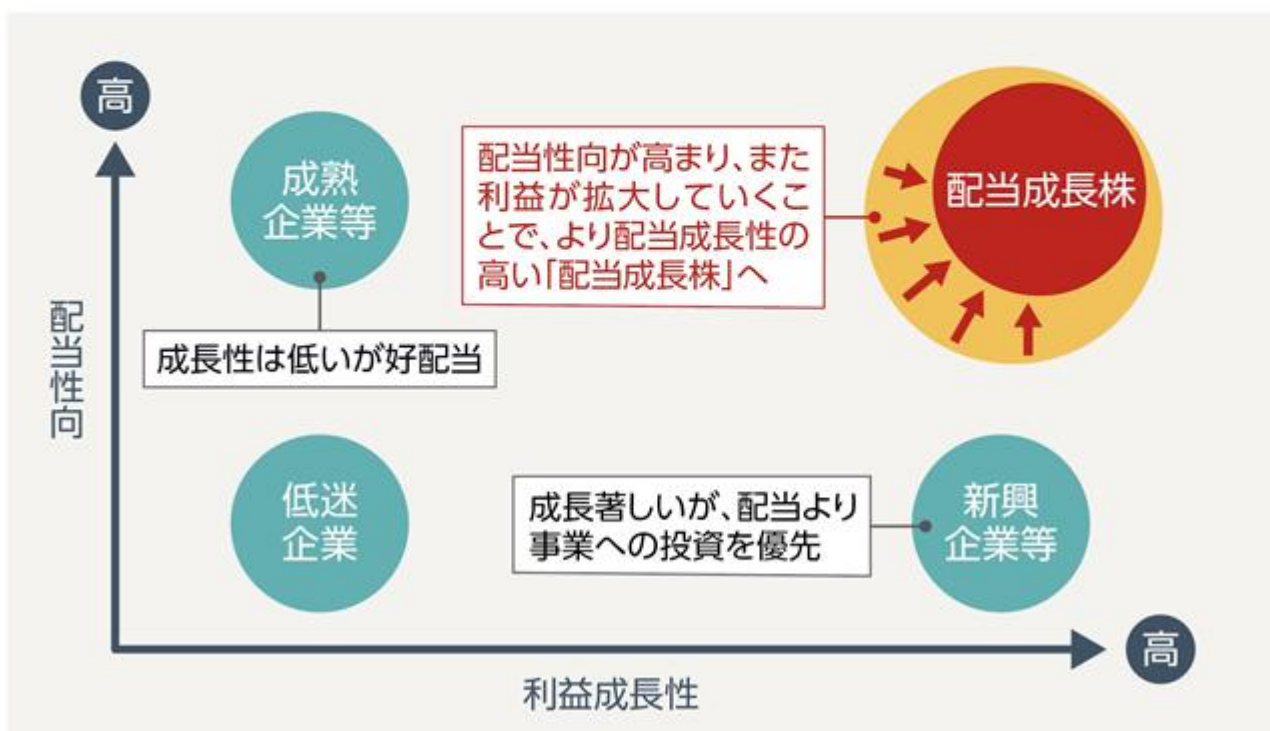 高
成熟
企業等
配当性向が高まり、また
利益が拡大していくこ
とで、より配当成長性の
高い「配当成長株」へ
配当成長株
成長性は低いが好配当
配当性向
低迷
企業
成長著しいが、配当より
事業への投資を優先
新興
企業等
高
利益成長性